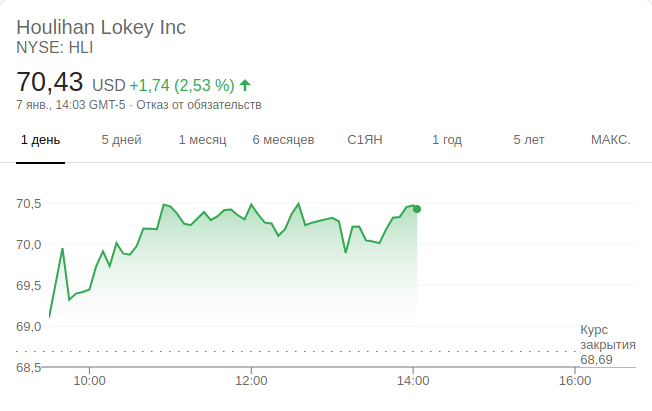 Houlihan Lokey Inc
NYSE: HLI
70,43 USD +1,74 (2,53 %)
7 янв., 14:03 GMT-5 · Отказ от обязательств
1 день 5 дней 1 месяц 6 месяцев С1ЯН 1 год 5 лет МАКС.
70,5
70,0
69,5
69,0
Курс
закрытия
68,69
68,5
10:00 12:00 14:00 16:00